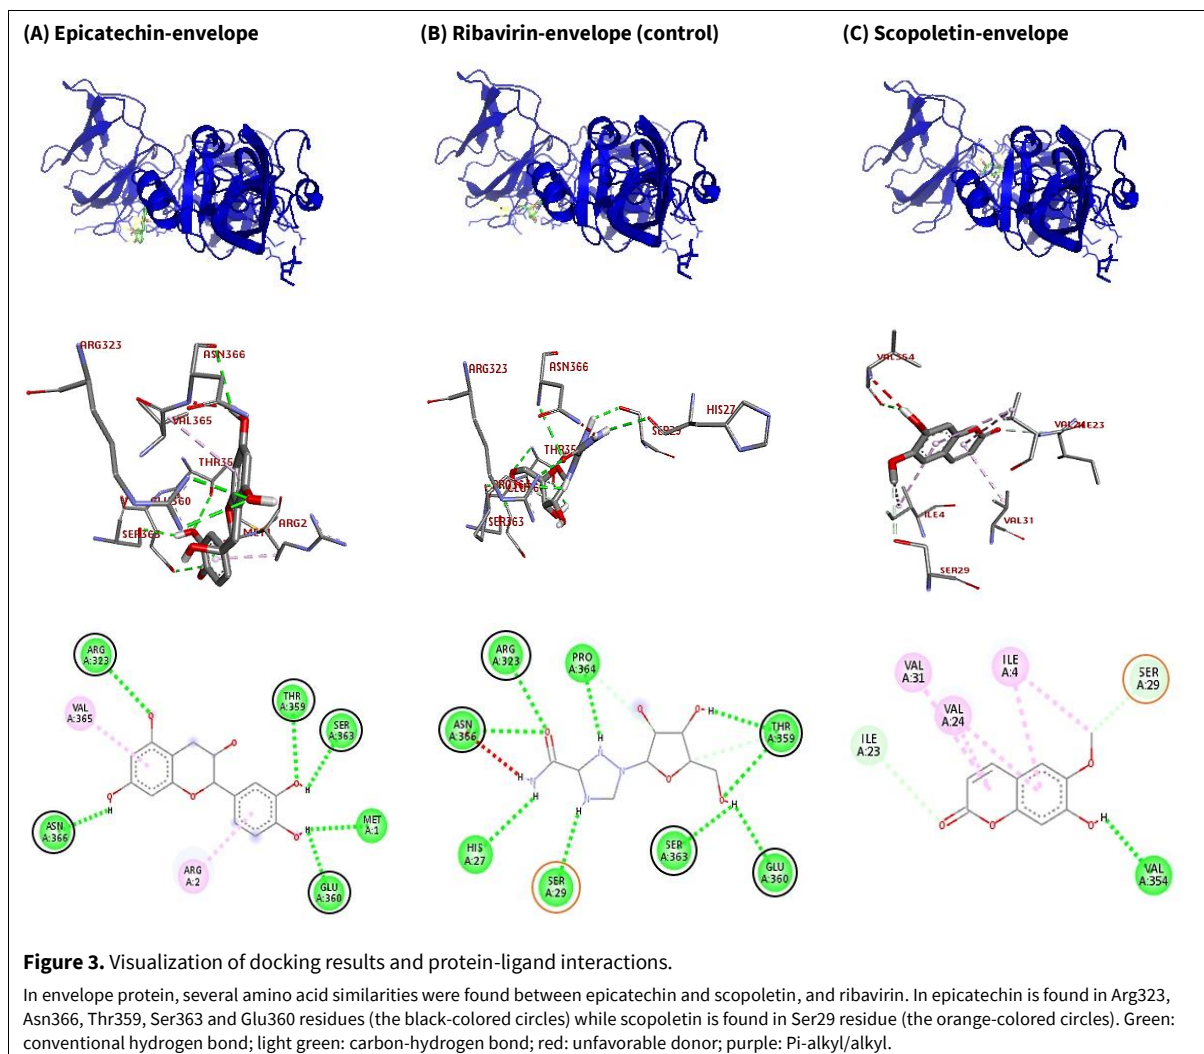 (A) Epicatechin-envelope
(B) Ribavirin-envelope (control)
(C) Scopoletin-envelope
ARG323
ASN366
VAL365
SER363
ARG2
ARG323
ASN366
HIS27
SER363
VAL354
ILE4
VAL31
SER29
ARG
A:323
VAL
A:365
THR
A:359
SER
A:363
ASN
A:366
MET
A:1
ARG
A:2
GLU
A:360
ARG
A:323
PRO
A:364
ASN
A:366
THR
A:359
HIS
A:27
SER
A:29
SER
A:363
GLU
A:360
H
H
H
H
H
H
H
N
N
N
N
O
O
O
O
VAL
A:31
ILE
A:4
SER
A:29
VAL
A:24
ILE
A:23
VAL
A:354
O
O
O
O
H
Figure 3. Visualization of docking results and protein-ligand interactions.
In envelope protein, several amino acid similarities were found between epicatechin and scopoletin, and ribavirin. In epicatechin is found in Arg323,
Asn366, Thr359, Ser363 and Glu360 residues (the black-colored circles) while scopoletin is found in Ser29 residue (the orange-colored circles). Green:
conventional hydrogen bond; light green: carbon-hydrogen bond; red: unfavorable donor; purple: Pi-alkyl/alkyl.